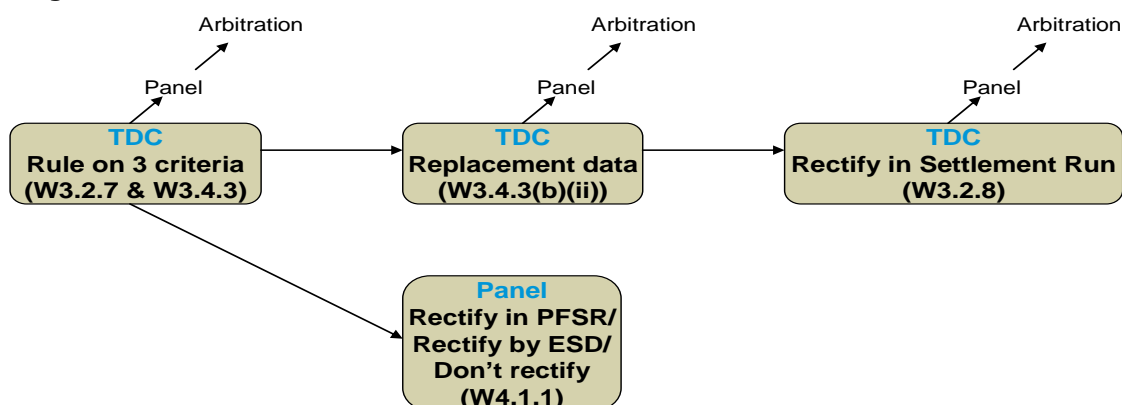 Arbitration
Panel
TDC
Rule on 3 criteria
(W3.2.7 & W3.4.3)
Arbitration
Panel
TDC
Replacement data
(W3.4.3(b)(ii))
Arbitration
Panel
TDC
Rectify in Settlement Run
(W3.2.8)
Panel
Rectify in PFSR/
Rectify by ESD/
Don't rectify
(W4.1.1)